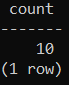 count
-------
10
(1 row)